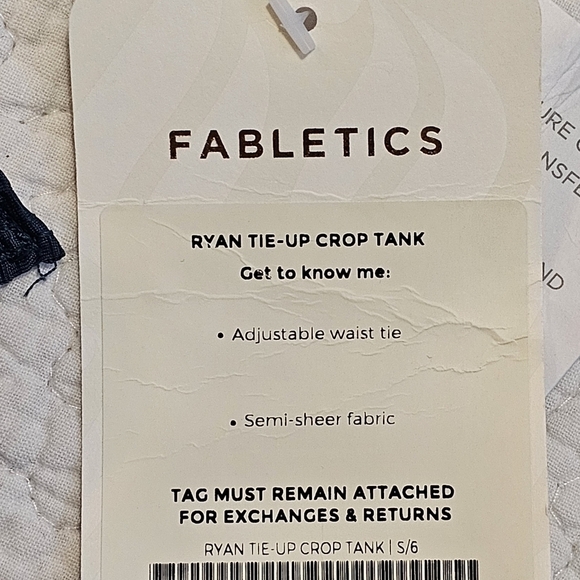 FABLETICS
RYAN TIE-UP CROP TANK
Get to know me:
• Adjustable waist tie
• Semi-sheer fabric
TAG MUST REMAIN ATTACHED
FOR EXCHANGES & RETURNS
RYAN TIE-UP CROP TANK | S/6